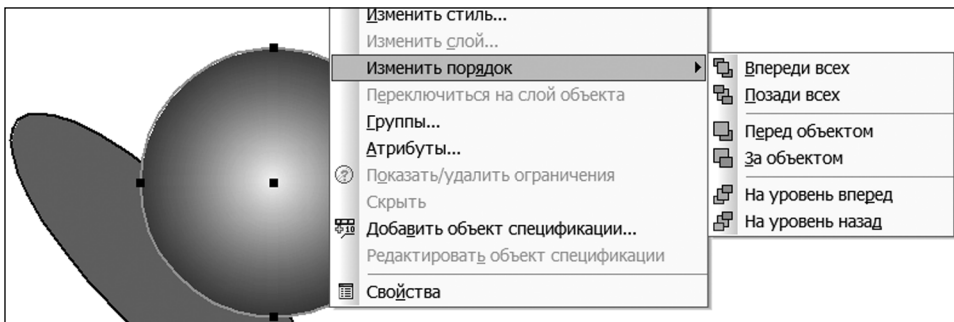 Изменить стиль...
Изменить слой...
Изменить порядок
Переключиться на слой объекта
Группы...
Атрибуты...
Показать/удалить ограничения
Скрыть
Добавить объект спецификации...
Редактировать объект спецификации
Свойства
Впереди всех
Позади всех
Перед объектом
За объектом
На уровень вперед
На уровень назад